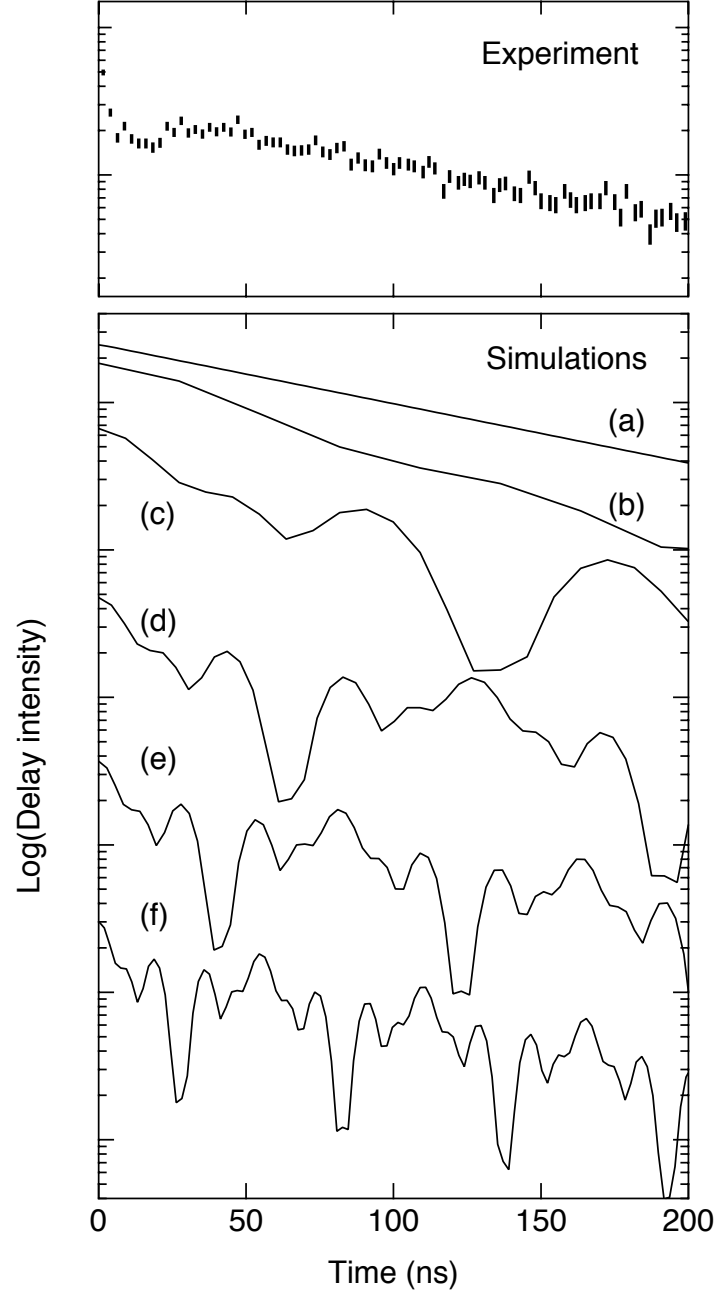 Experiment
Simulations
(a)
(b)
(c)
(d)
(e)
(f)
Log(Delay intensity)
0 50 100 150 200
Time (ns)